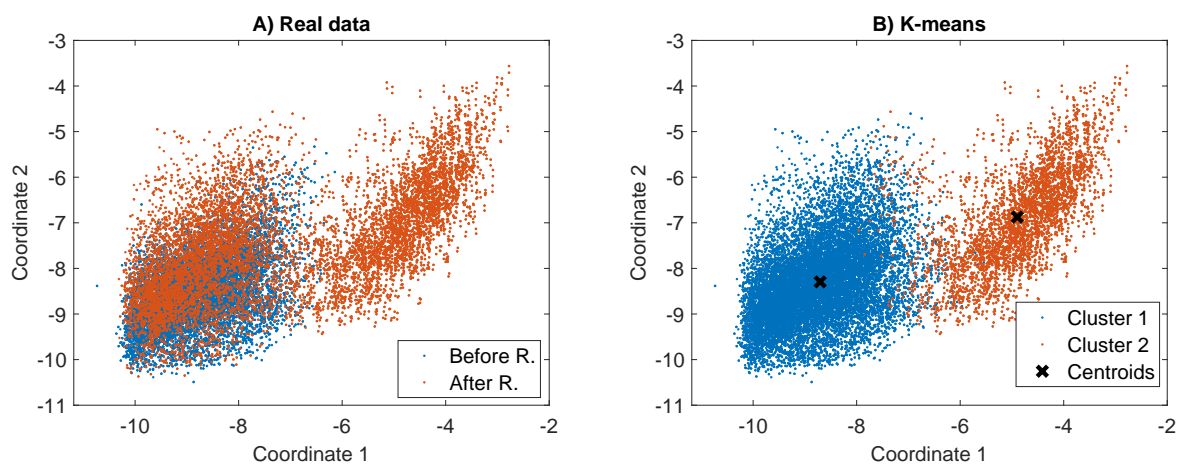 A) Real data
-3
-4
-5
-6
-7
-8
-9
-10
-11
Coordinate 2
-10
-8
-6
-4
-2
Coordinate 1
Before R.
After R.
B) K-means
-3
-4
-5
-6
-7
-8
-9
-10
-11
Coordinate 2
-10
-8
-6
-4
-2
Coordinate 1
Cluster 1
Cluster 2
Centroids